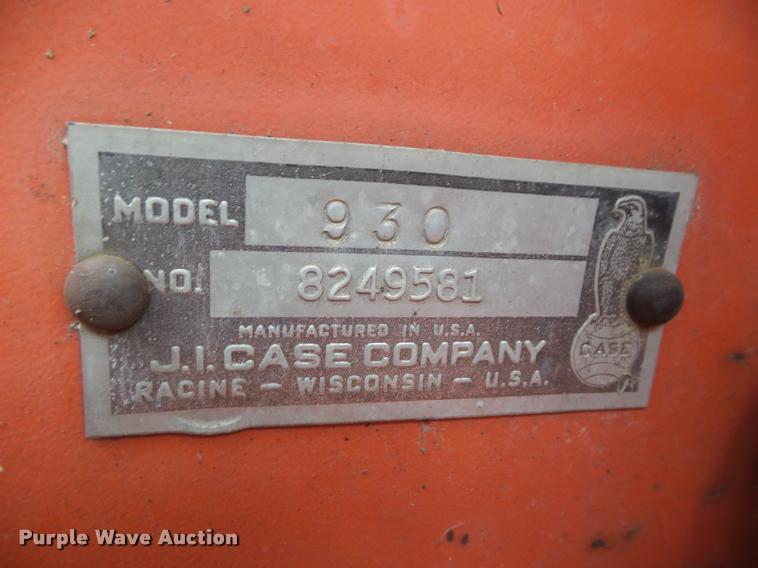 MODEL 930
NO. 8249581
MANUFACTURED IN U.S.A.
J.I. CASE COMPANY
RACINE - WISCONSIN - U.S.A.
CASE
Purple Wave Auction